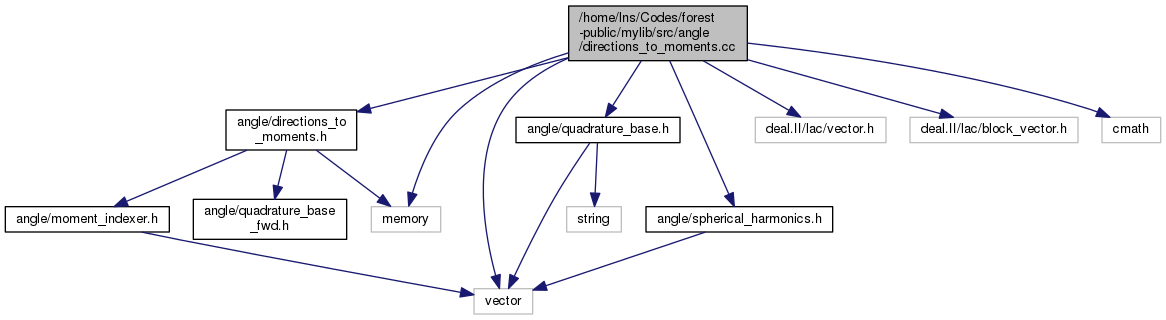 /home/lns/Codes/forest
-public/mylib/src/angle
/directions_to_moments.cc
angle/directions_to
_moments.h
angle/quadrature_base.h
deal.II/lac/vector.h
deal.II/lac/block_vector.h
cmath
angle/moment_indexer.h
angle/quadrature_base
_fwd.h
memory
string
angle/spherical_harmonics.h
vector